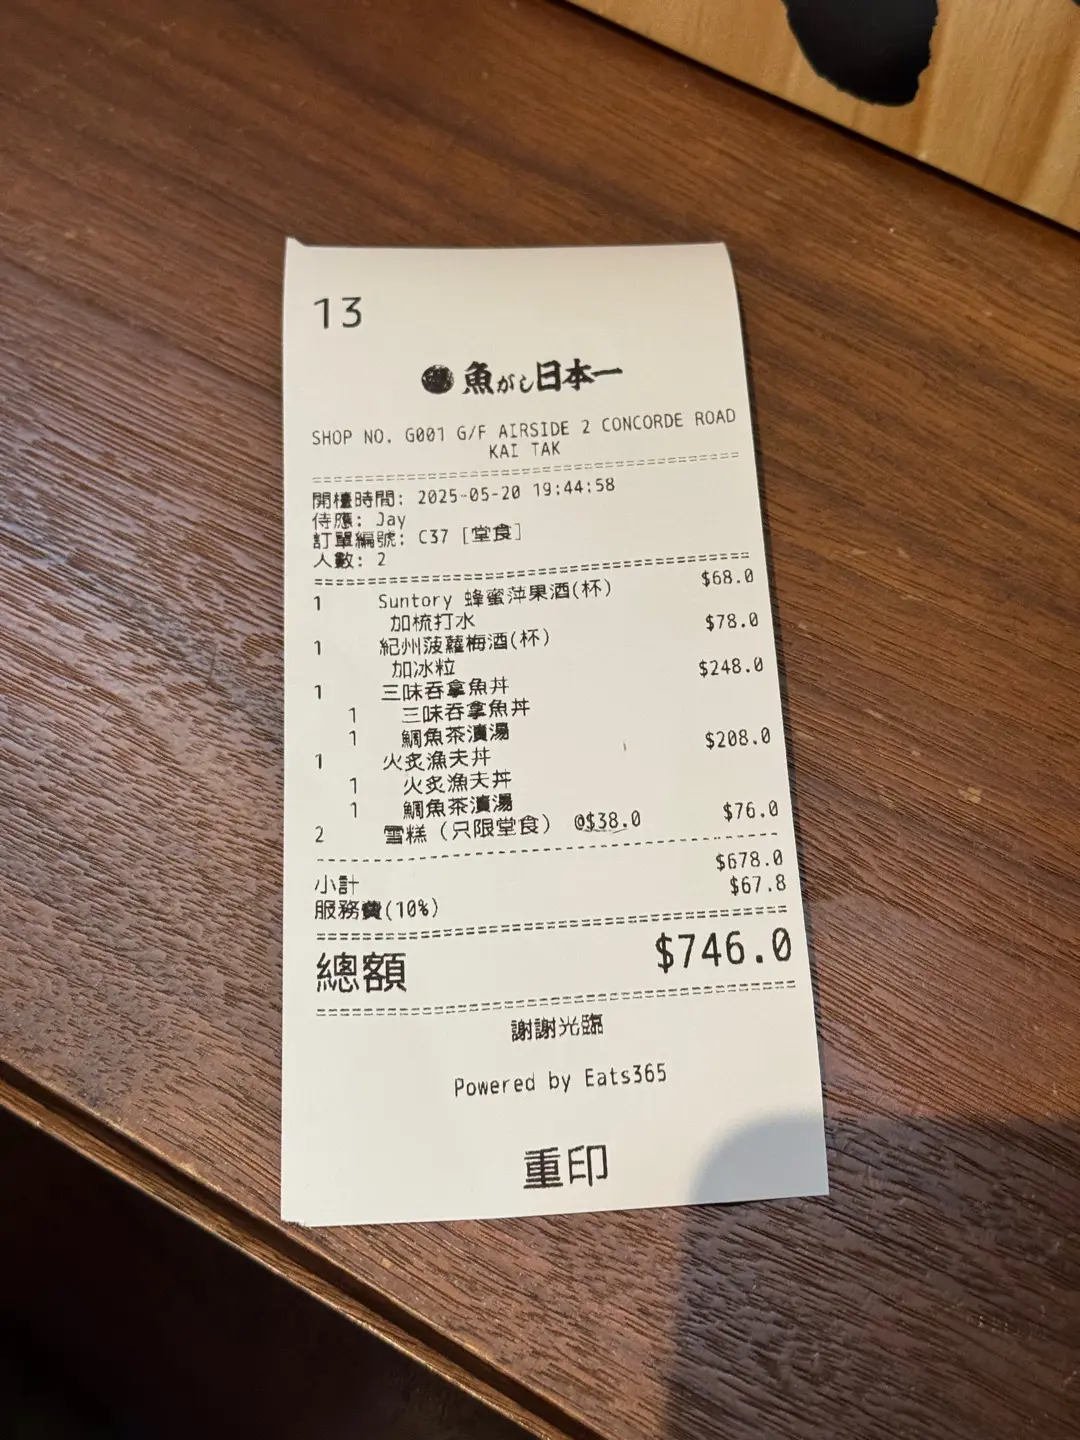 13
魚がし日本一
SHOP NO. G001 G/F AIRSIDE 2 CONCORDE ROAD
KAI TAK
開檯時間: 2025-05-20 19:44:58
侍應: Jay
訂單編號: C37 [堂食]
人數: 2
1 Suntory 蜂蜜萍果酒(杯) $68.0
加梳打水
1 紀州菠蘿梅酒(杯) $78.0
加冰粒
1 三味吞拿魚丼 $248.0
1 三味吞拿魚丼
1 鯛魚茶漬湯
1 火炙漁夫丼 $208.0
1 火炙漁夫丼
1 鯛魚茶漬湯
2 雪糕（只限堂食） @$38.0 $76.0
小計 $678.0
服務費(10%) $67.8
總額 $746.0
謝謝光臨
Powered by Eats365
重印